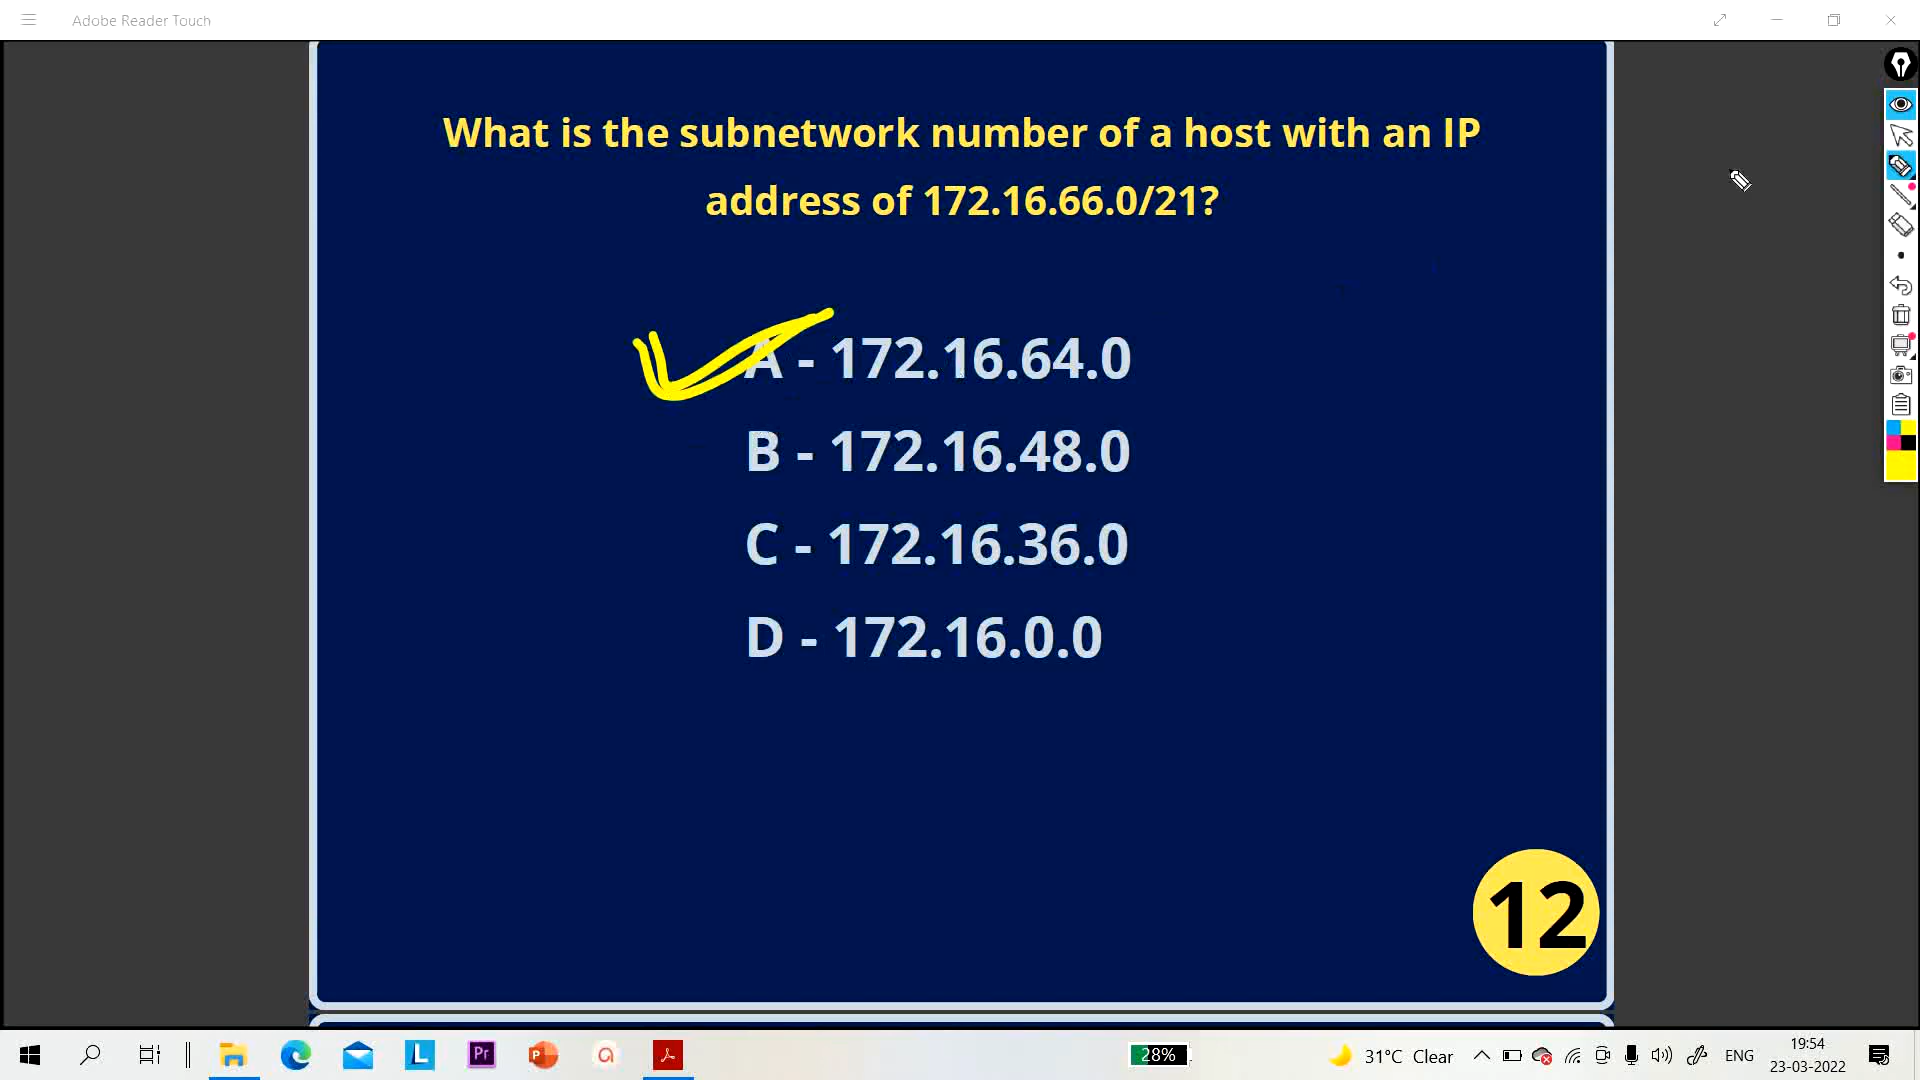 Adobe Reader Touch
What is the subnetwork number of a host with an IP
address of 172.16.66.0/21?
A - 172.16.64.0
B - 172.16.48.0
C - 172.16.36.0
D - 172.16.0.0
12
L
Pr
P
28%
31°C Clear
ENG
19:54
23-03-2022